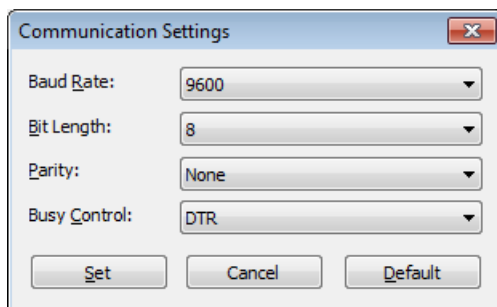 Communication Settings
Baud Rate: 9600
Bit Length: 8
Parity: None
Busy Control: DTR
Set Cancel Default